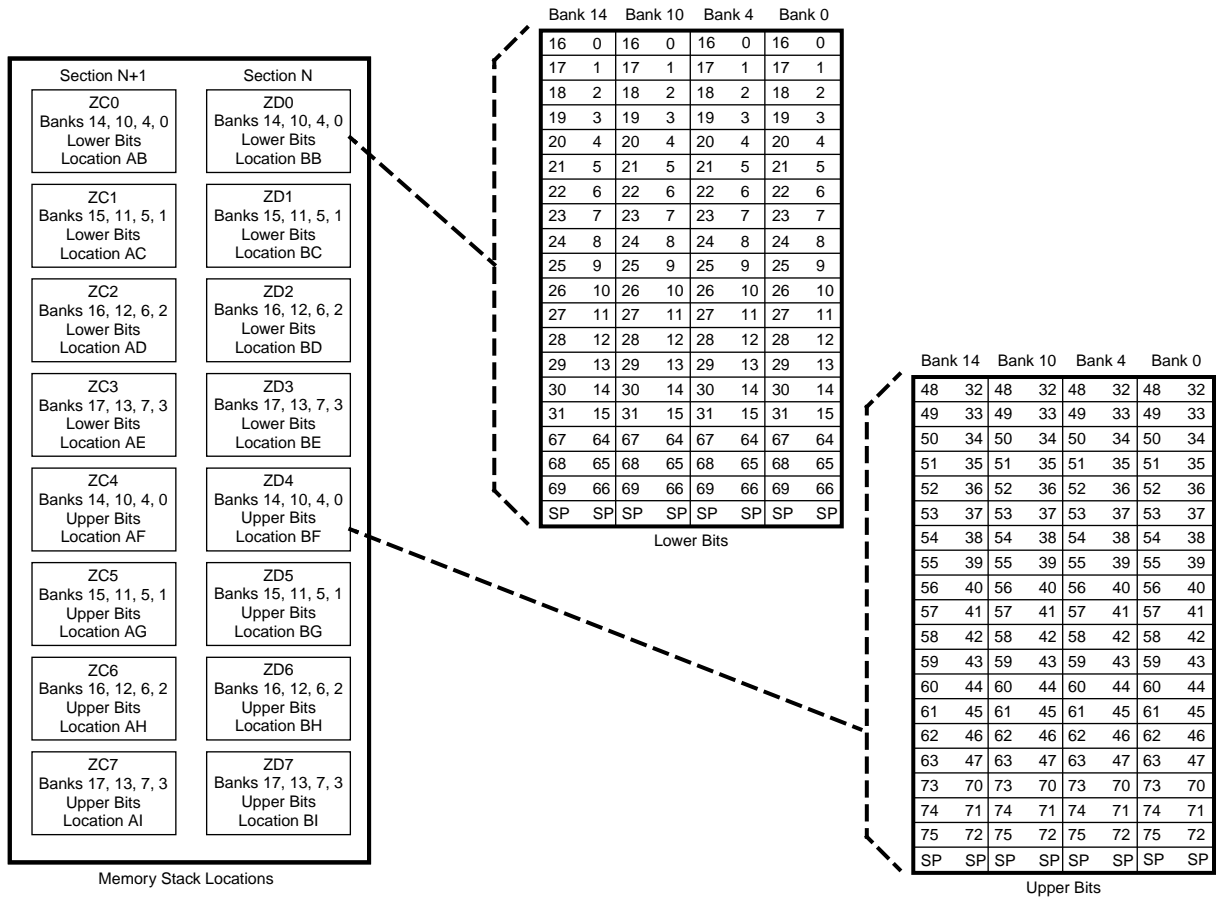 Section N+1 Section N
ZC0
Banks 14, 10, 4, 0
Lower Bits
Location AB
ZD0
Banks 14, 10, 4, 0
Lower Bits
Location BB
ZC1
Banks 15, 11, 5, 1
Lower Bits
Location AC
ZD1
Banks 15, 11, 5, 1
Lower Bits
Location BC
ZC2
Banks 16, 12, 6, 2
Lower Bits
Location AD
ZD2
Banks 16, 12, 6, 2
Lower Bits
Location BD
ZC3
Banks 17, 13, 7, 3
Lower Bits
Location AE
ZD3
Banks 17, 13, 7, 3
Lower Bits
Location BE
ZC4
Banks 14, 10, 4, 0
Upper Bits
Location AF
ZD4
Banks 14, 10, 4, 0
Upper Bits
Location BF
ZC5
Banks 15, 11, 5, 1
Upper Bits
Location AG
ZD5
Banks 15, 11, 5, 1
Upper Bits
Location BG
ZC6
Banks 16, 12, 6, 2
Upper Bits
Location AH
ZD6
Banks 16, 12, 6, 2
Upper Bits
Location BH
ZC7
Banks 17, 13, 7, 3
Upper Bits
Location AI
ZD7
Banks 17, 13, 7, 3
Upper Bits
Location BI
Memory Stack Locations
Bank 14 Bank 10 Bank 4 Bank 0
16 0 16 0 16 0 16 0
17 1 17 1 17 1 17 1
18 2 18 2 18 2 18 2
19 3 19 3 19 3 19 3
20 4 20 4 20 4 20 4
21 5 21 5 21 5 21 5
22 6 22 6 22 6 22 6
23 7 23 7 23 7 23 7
24 8 24 8 24 8 24 8
25 9 25 9 25 9 25 9
26 10 26 10 26 10 26 10
27 11 27 11 27 11 27 11
28 12 28 12 28 12 28 12
29 13 29 13 29 13 29 13
30 14 30 14 30 14 30 14
31 15 31 15 31 15 31 15
67 64 67 64 67 64 67 64
68 65 68 65 68 65 68 65
69 66 69 66 69 66 69 66
SP SP SP SP SP SP SP SP
Lower Bits
Bank 14 Bank 10 Bank 4 Bank 0
48 32 48 32 48 32 48 32
49 33 49 33 49 33 49 33
50 34 50 34 50 34 50 34
51 35 51 35 51 35 51 35
52 36 52 36 52 36 52 36
53 37 53 37 53 37 53 37
54 38 54 38 54 38 54 38
55 39 55 39 55 39 55 39
56 40 56 40 56 40 56 40
57 41 57 41 57 41 57 41
58 42 58 42 58 42 58 42
59 43 59 43 59 43 59 43
60 44 60 44 60 44 60 44
61 45 61 45 61 45 61 45
62 46 62 46 62 46 62 46
63 47 63 47 63 47 63 47
73 70 73 70 73 70 73 70
74 71 74 71 74 71 74 71
75 72 75 72 75 72 75 72
SP SP SP SP SP SP SP SP
Upper Bits